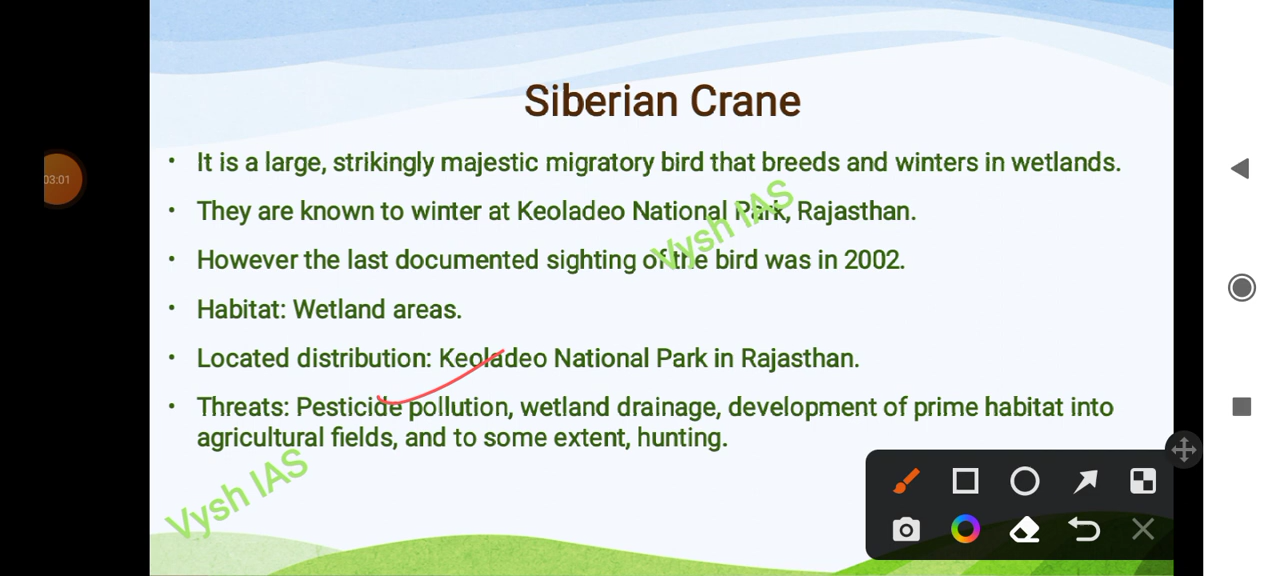 Siberian Crane
• It is a large, strikingly majestic migratory bird that breeds and winters in wetlands.
• They are known to winter at Keoladeo National Park, Rajasthan.
• However the last documented sighting of the bird was in 2002.
• Habitat: Wetland areas.
• Located distribution: Keoladeo National Park in Rajasthan.
• Threats: Pesticide pollution, wetland drainage, development of prime habitat into
agricultural fields, and to some extent, hunting.
Vysh IAS
Vysh IAS
03:01